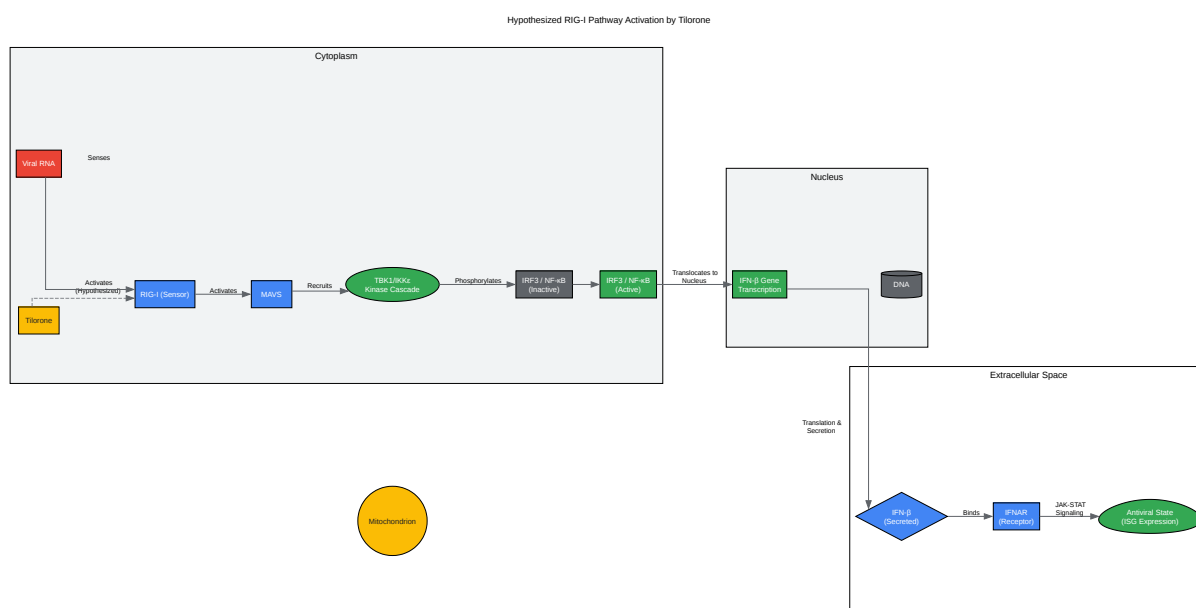 Hypothesized RIG-I Pathway Activation by Tilorone
Cytoplasm
Viral RNA
Senses
Activates
(Hypothesized)
Tilorone
RIG-I (Sensor)
Activates
MAVS
Recruits
TBK1/IKKε
Kinase Cascade
Phosphorylates
IRF3 / NF-κB
(Inactive)
IRF3 / NF-κB
(Active)
Translocates to
Nucleus
Nucleus
IFN-β Gene
Transcription
DNA
Translation &
Secretion
Extracellular Space
IFN-β
(Secreted)
Binds
IFNAR
(Receptor)
JAK-STAT
Signaling
Antiviral State
(ISG Expression)
Mitochondrion